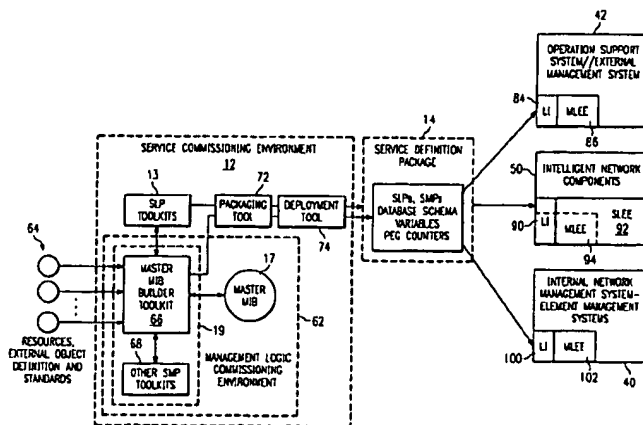 42
OPERATION SUPPORT
SYSTEM//EXTERNAL
MANAGEMENT SYSTEM
84
LI
MLEE
86
14
SERVICE DEFINITION
PACKAGE
SERVICE COMMISSIONING
ENVIRONMENT
12
13
72
SLP
TOOLKITS
PACKAGING
TOOL
DEPLOYMENT
TOOL
74
SLPs, SMPs
DATABASE SCHEMA
VARIABLES
PEG COUNTERS
50
INTELLIGENT NETWORK
COMPONENTS
SLEE
92
90
LI
MLEE
94
64
17
MASTER
MIB
BUILDER
TOOLKIT
66
MASTER
MIB
19
62
RESOURCES,
EXTERNAL OBJECT
DEFINITION AND
STANDARDS
68
OTHER SMP
TOOLKITS
MANAGEMENT LOGIC
COMMISSIONING
ENVIRONMENT
INTERNAL NETWORK
MANAGEMENT SYSTEM-
ELEMENT MANAGEMENT
SYSTEMS
100
LI
MLEE
102
40